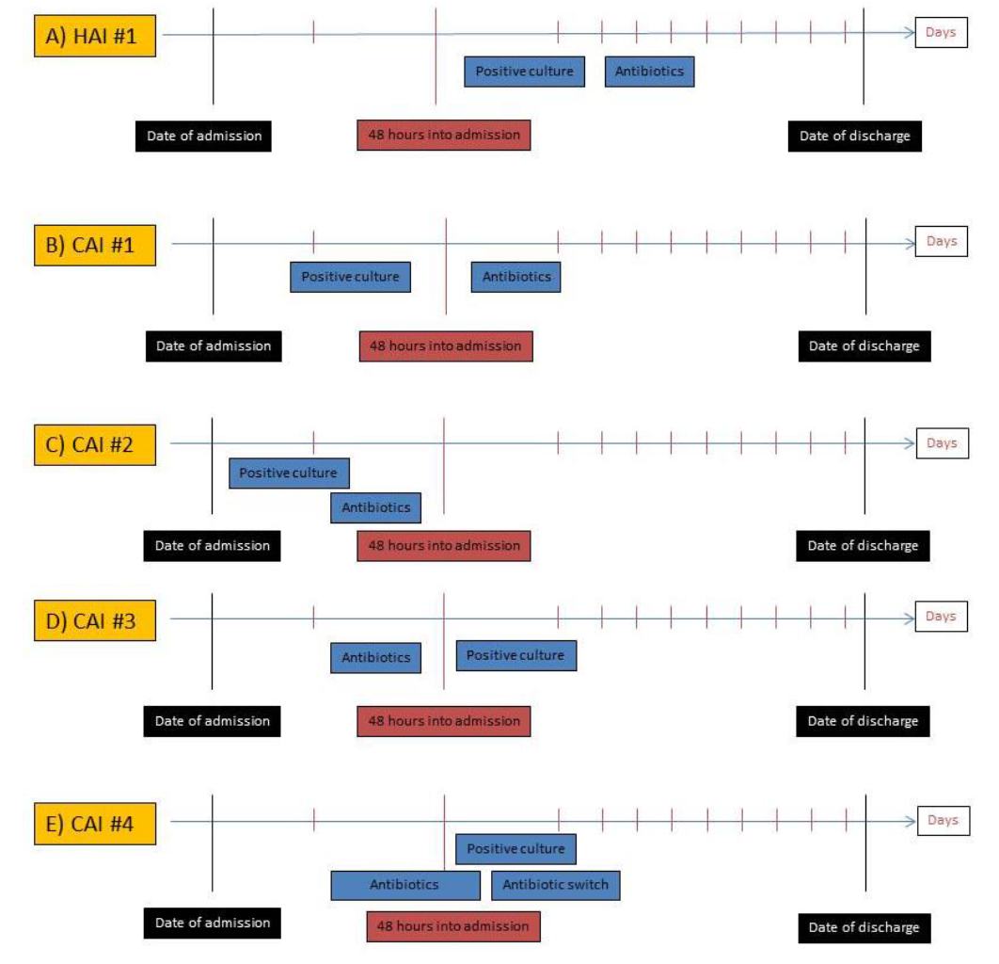 A) HAI #1
Days
Positive culture
Antibiotics
Date of admission
48 hours into admission
Date of discharge
B) CAI #1
Days
Positive culture
Antibiotics
Date of admission
48 hours into admission
Date of discharge
C) CAI #2
Days
Positive culture
Antibiotics
Date of admission
48 hours into admission
Date of discharge
D) CAI #3
Days
Antibiotics
Positive culture
Date of admission
48 hours into admission
Date of discharge
E) CAI #4
Days
Positive culture
Antibiotics
Antibiotic switch
Date of admission
48 hours into admission
Date of discharge